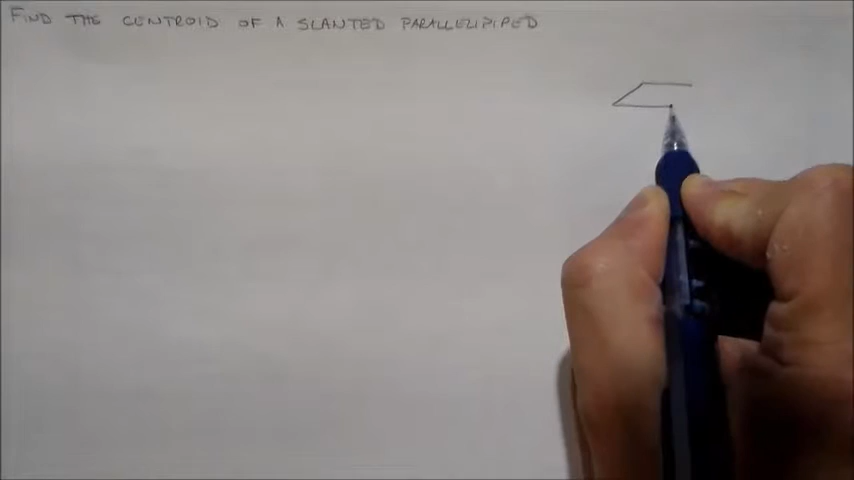 FIND THE CENTROID OF A SLANTED PARALLELIPIPED